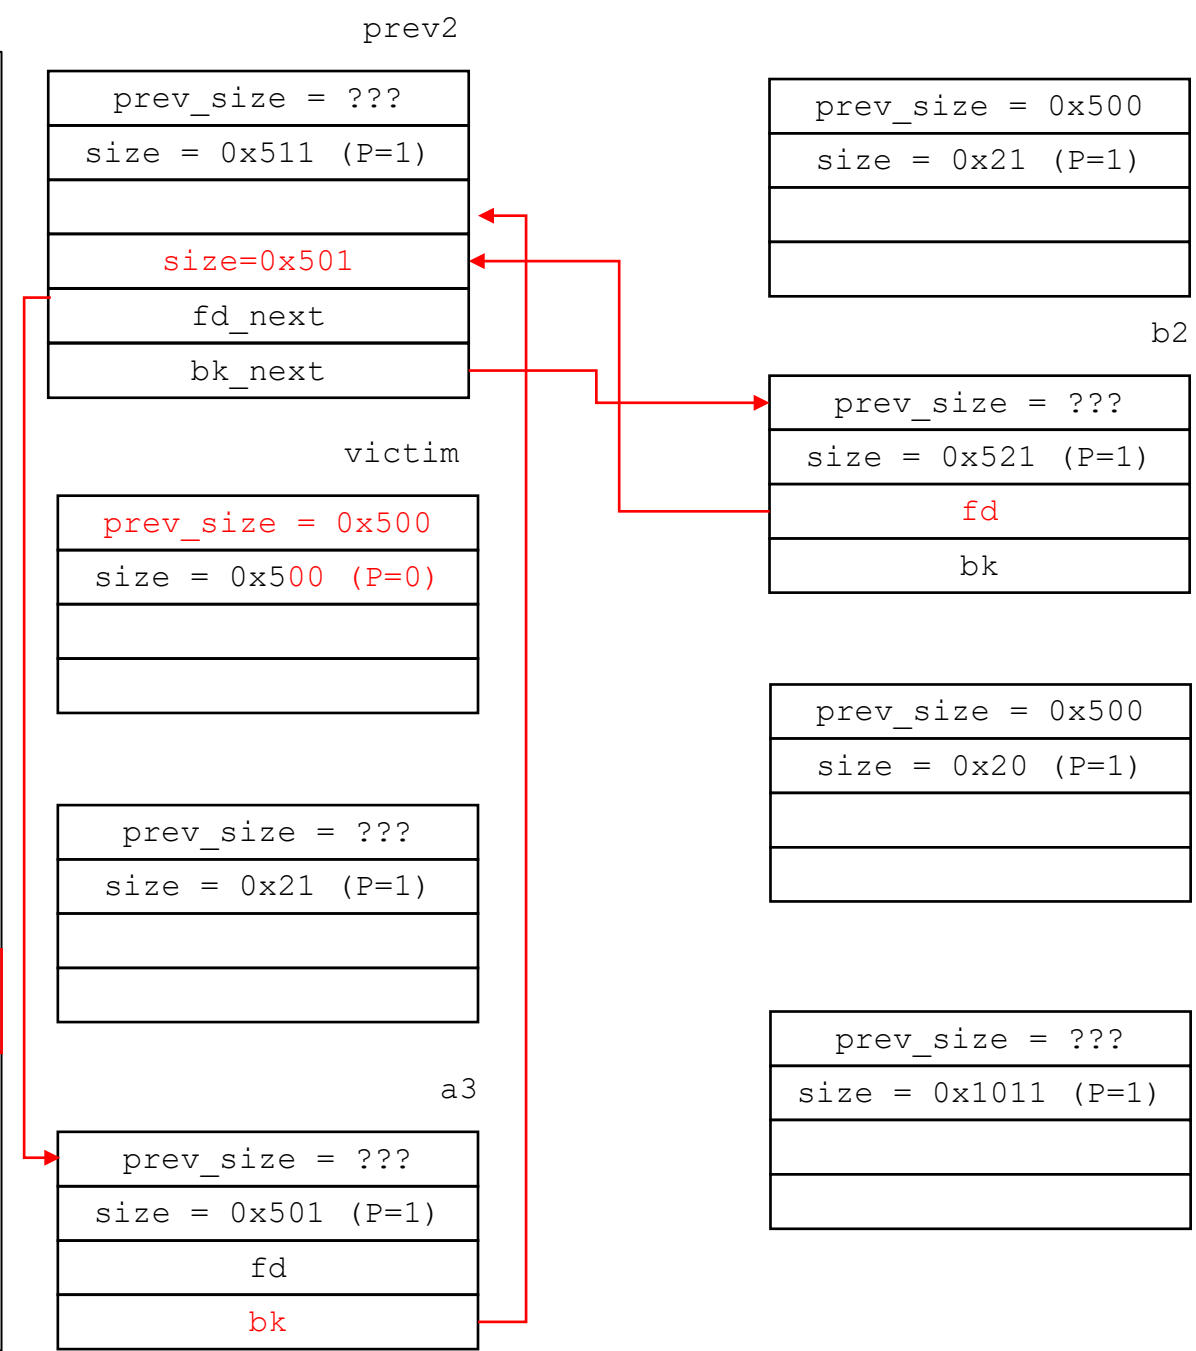 prev2
prev_size = ???
size = 0x511 (P=1)
size=0x501
fd_next
bk_next
victim
prev_size = 0x500
size = 0x500 (P=0)
prev_size = ???
size = 0x21 (P=1)
a3
prev_size = ???
size = 0x501 (P=1)
fd
bk
prev_size = 0x500
size = 0x21 (P=1)
b2
prev_size = ???
size = 0x521 (P=1)
fd
bk
prev_size = 0x500
size = 0x20 (P=1)
prev_size = ???
size = 0x1011 (P=1)